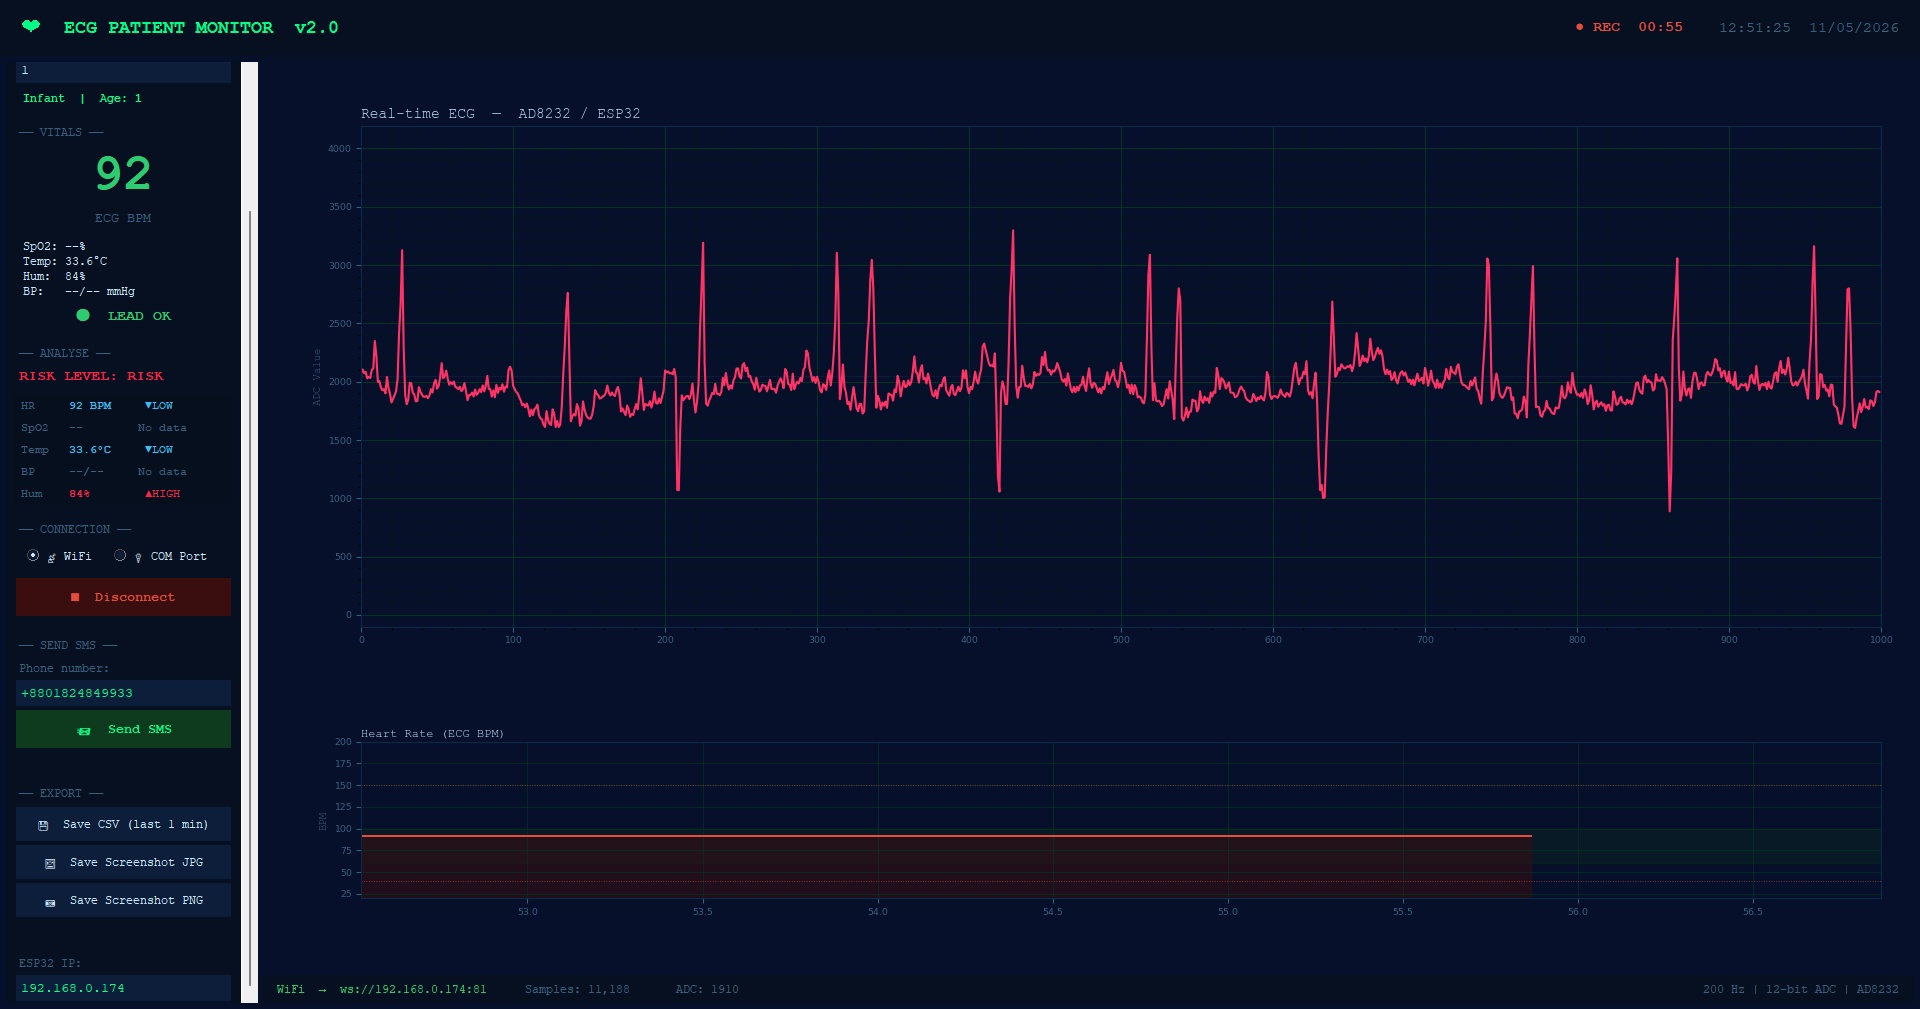 ❤ ECG PATIENT MONITOR v2.0
● REC 00:55 12:51:25 11/05/2026
1
Infant | Age: 1
── VITALS ──
92
ECG BPM
SpO2: --%
Temp: 33.6°C
Hum: 84%
BP: --/-- mmHg
● LEAD OK
── ANALYSE ──
RISK LEVEL: RISK
HR 92 BPM ▼LOW
SpO2 -- No data
Temp 33.6°C ▼LOW
BP --/-- No data
Hum 84% ▲HIGH
── CONNECTION ──
WiFi COM Port
■ Disconnect
── SEND SMS ──
Phone number:
+8801824849933
Send SMS
── EXPORT ──
Save CSV (last 1 min)
Save Screenshot JPG
Save Screenshot PNG
ESP32 IP:
192.168.0.174
Real-time ECG — AD8232 / ESP32
ADC Value
4000
3500
3000
2500
2000
1500
1000
500
0
0 100 200 300 400 500 600 700 800 900 1000
Heart Rate (ECG BPM)
BPM
200
175
150
125
100
75
50
25
53.0 53.5 54.0 54.5 55.0 55.5 56.0 56.5
WiFi → ws://192.168.0.174:81 Samples: 11,188 ADC: 1910
200 Hz | 12-bit ADC | AD8232